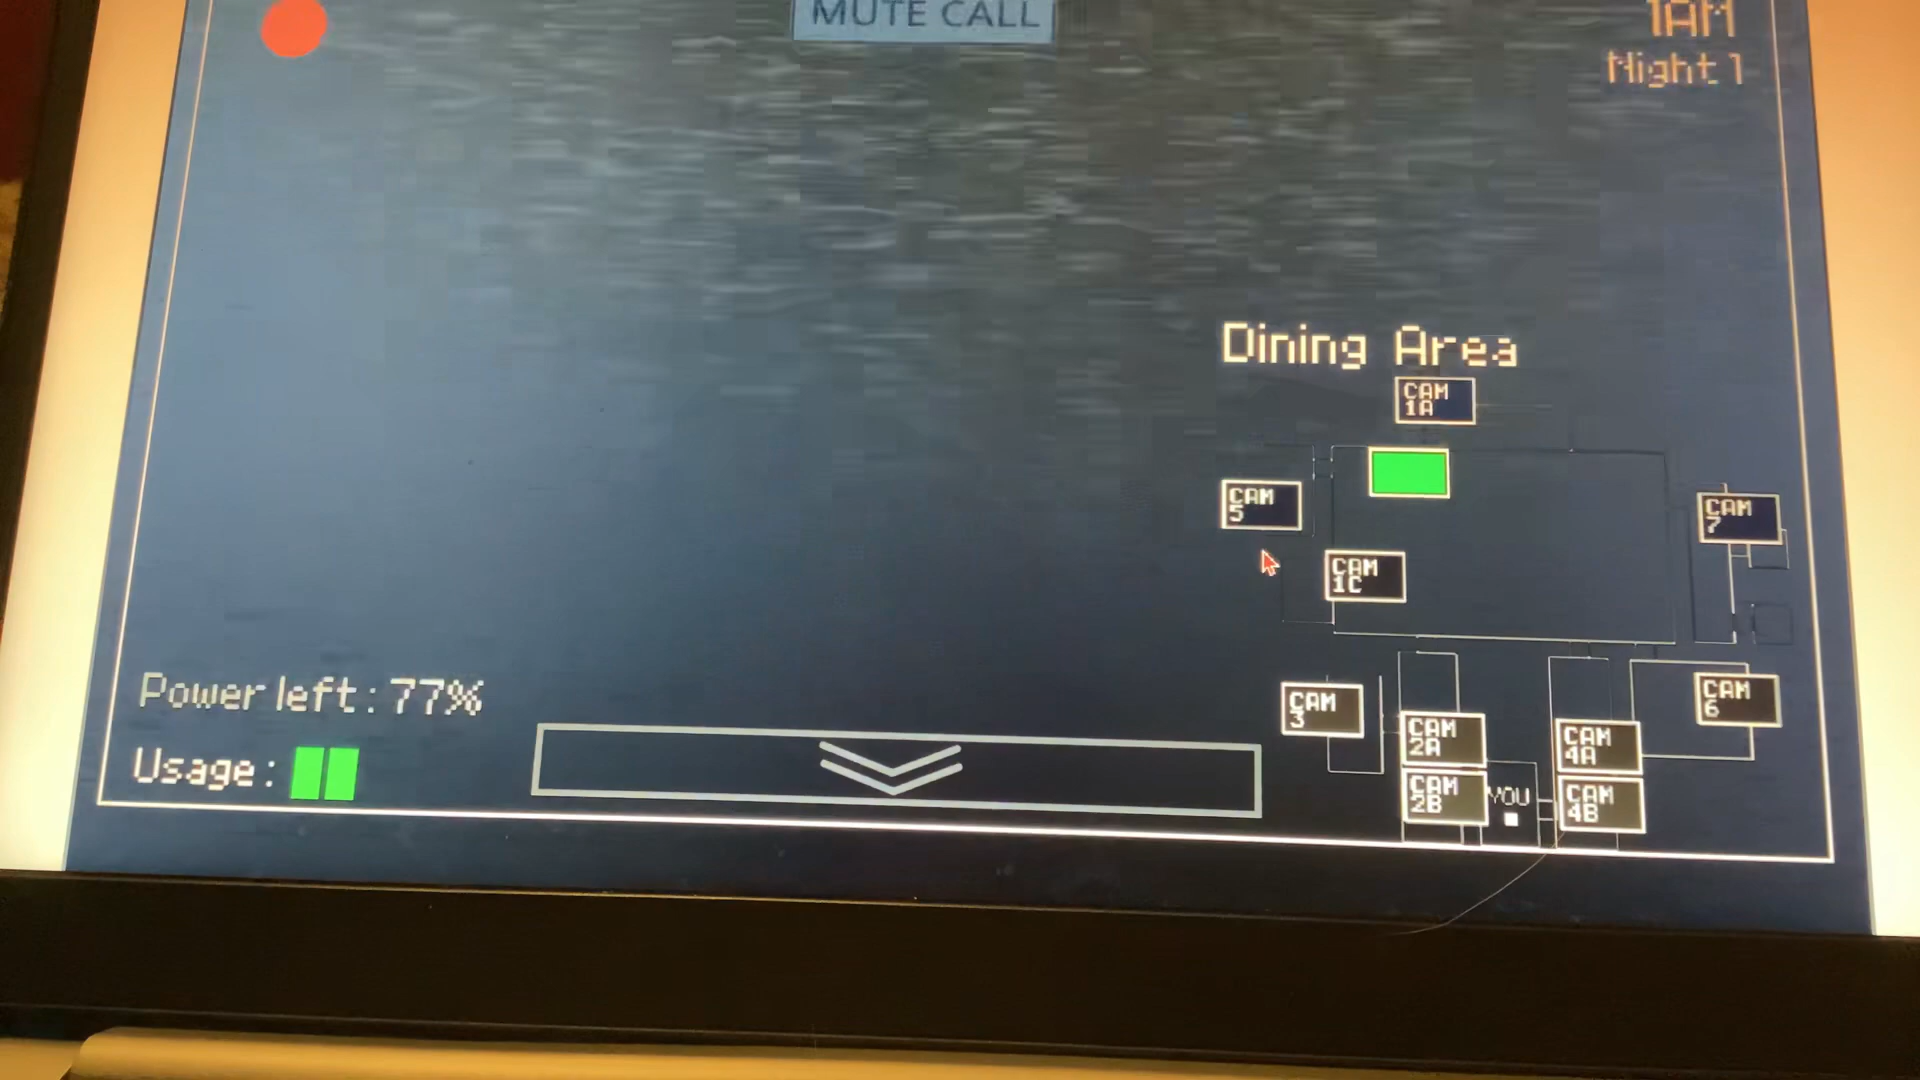 MUTE CALL
1AM
Night 1
Dining Area
CAM
1A
CAM
5
CAM
7
CAM
1C
Power left: 77%
CAM
3
CAM
6
CAM
2A
CAM
4A
Usage:
CAM
2B
YOU
CAM
4B